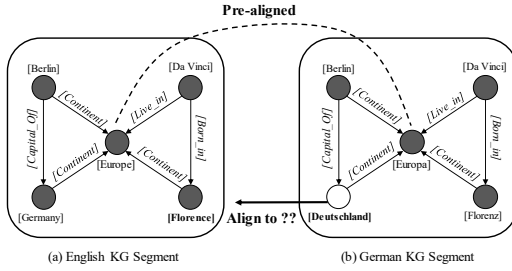 Pre-aligned
[Berlin]
[Da Vinci]
[Continent]
[Live_in]
[Capital_Of]
[Born_in]
[Europe]
[Continent]
[Continent]
[Germany]
[Florence]
(a) English KG Segment
Align to ??
[Berlin]
[Da Vinci]
[Continent]
[Live_in]
[Capital_Of]
[Born_in]
[Europa]
[Continent]
[Continent]
[Deutschland]
[Florenz]
(b) German KG Segment